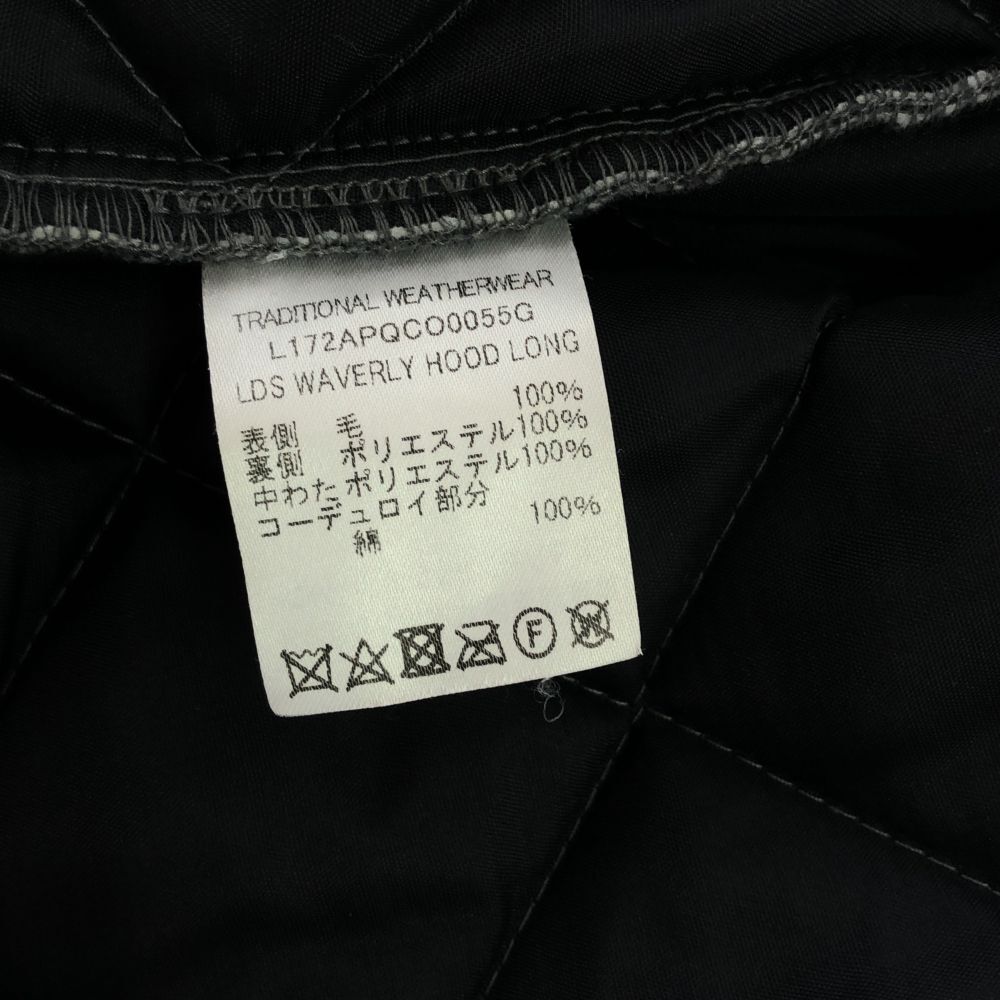 TRADITIONAL WEATHERWEAR
L172APQCO0055G
LDS WAVERLY HOOD LONG
表側 毛 100%
裏側 ポリエステル100%
中わた ポリエステル100%
コーデュロイ部分
綿 100%
F
W